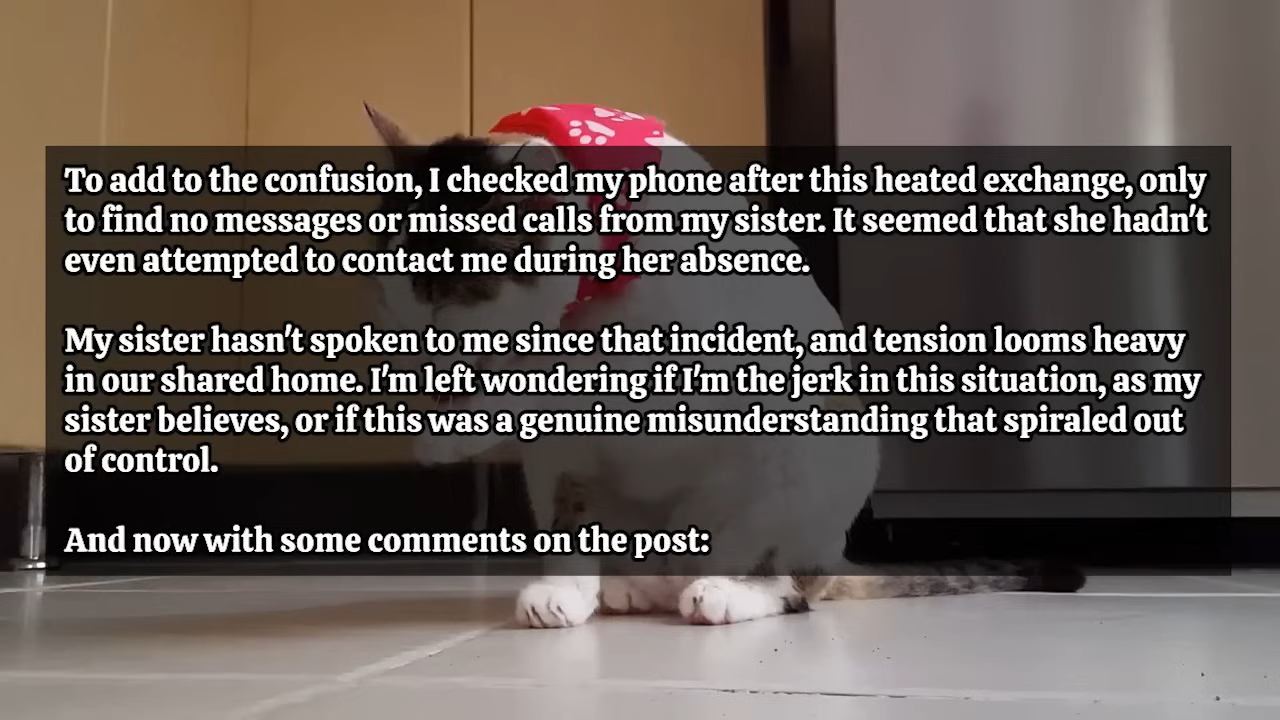 To add to the confusion, I checked my phone after this heated exchange, only
to find no messages or missed calls from my sister. It seemed that she hadn't
even attempted to contact me during her absence.
My sister hasn't spoken to me since that incident, and tension looms heavy
in our shared home. I'm left wondering if I'm the jerk in this situation, as my
sister believes, or if this was a genuine misunderstanding that spiraled out
of control.
And now with some comments on the post: